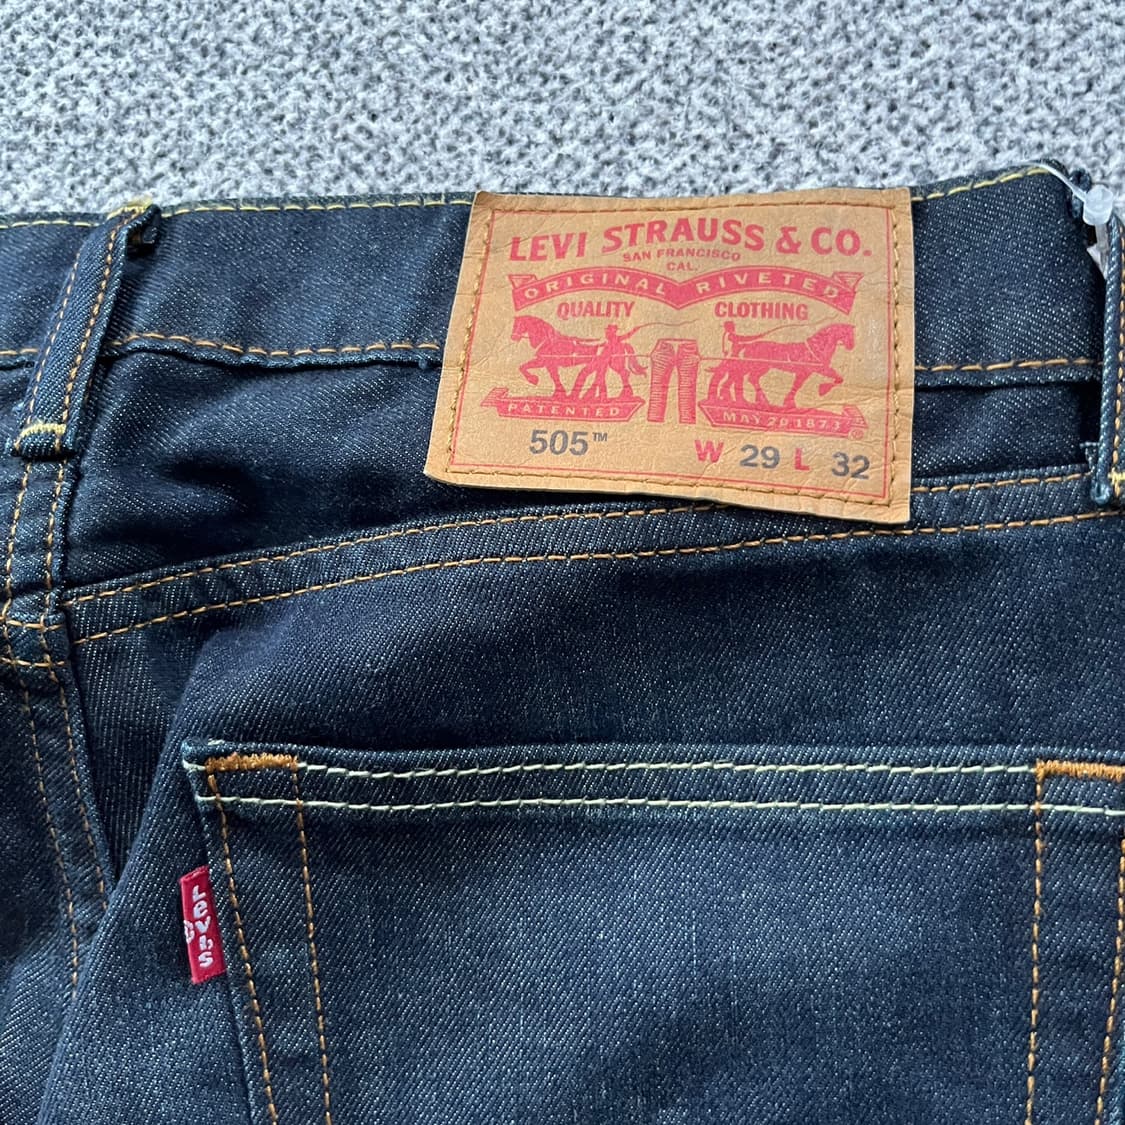 LEVI STRAUSS & CO.
SAN FRANCISCO
CAL.
ORIGINAL RIVETED
QUALITY CLOTHING
PATENTED MAY 20 1873 ®
505™ W 29 L 32
Levi's